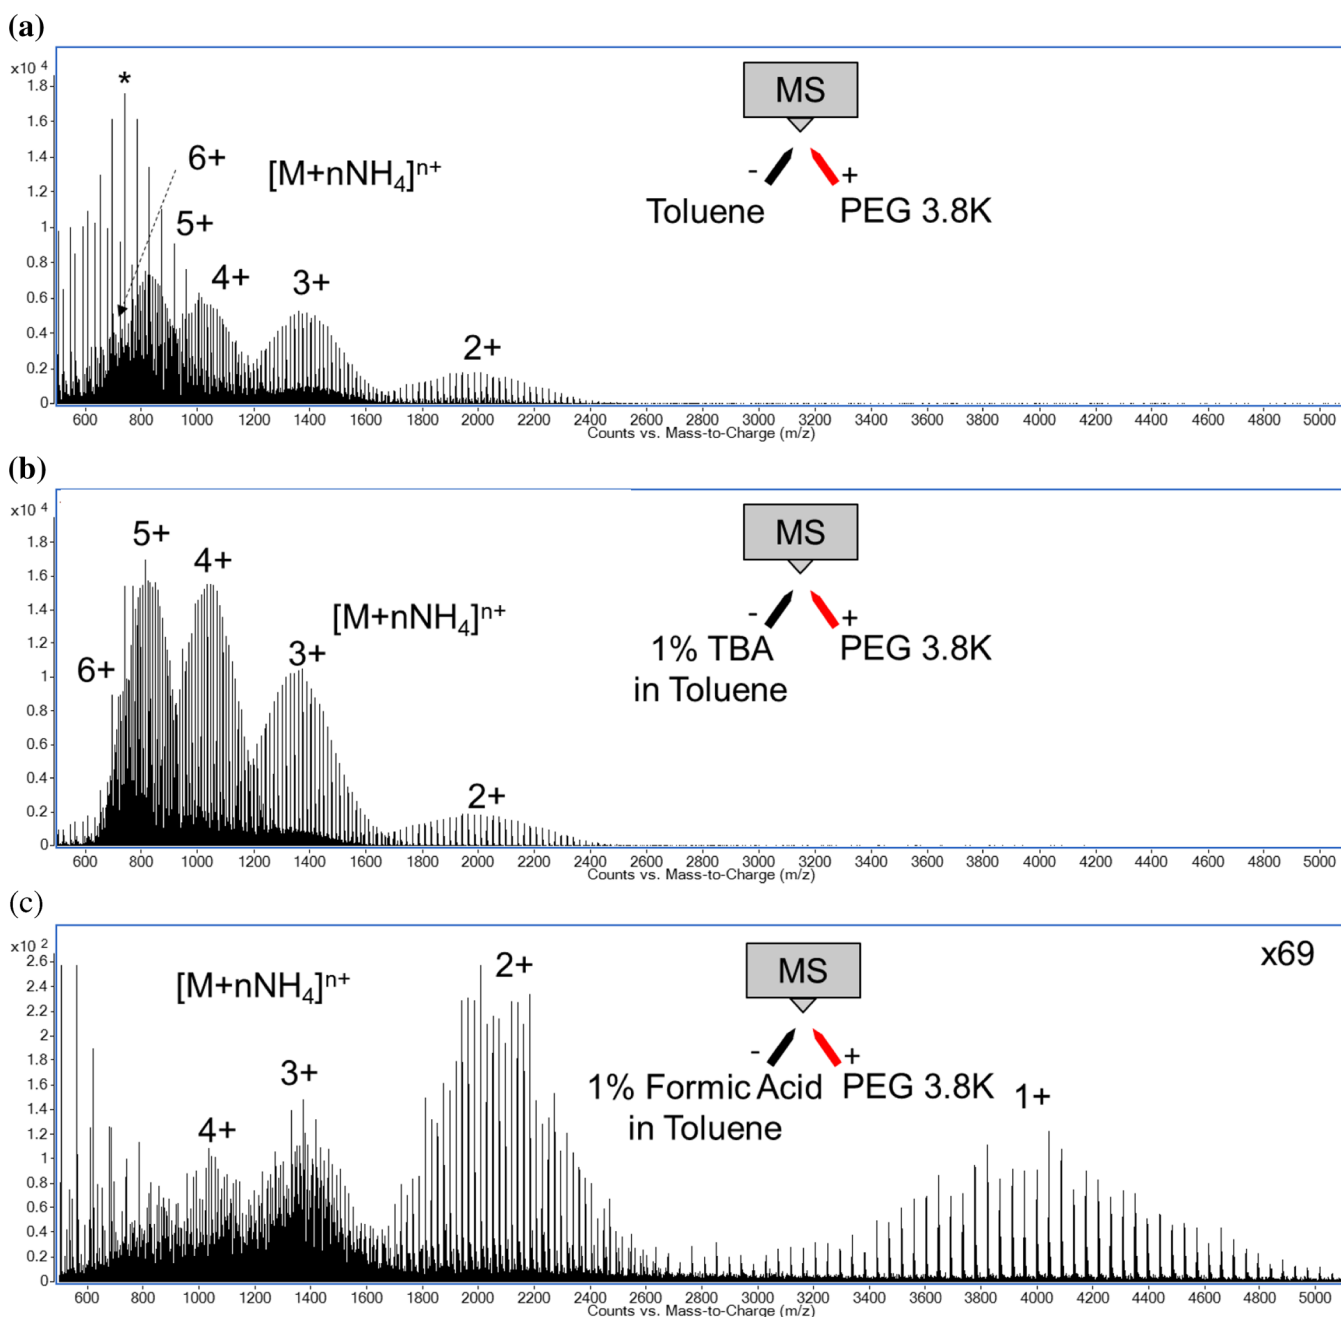 (a)
x10 4
*
1.8
1.6
1.4
1.2
1
0.8
0.6
0.4
0.2
0
6+
5+
4+
3+
2+
[M+nNH4]n+
MS
- +
Toluene PEG 3.8K
600 800 1000 1200 1400 1600 1800 2000 2200 2400 2600 2800 3000 3200 3400 3600 3800 4000 4200 4400 4600 4800 5000
Counts vs. Mass-to-Charge (m/z)
(b)
x10 4
1.8
1.6
1.4
1.2
1
0.8
0.6
0.4
0.2
0
6+
5+
4+
3+
2+
[M+nNH4]n+
MS
- +
1% TBA PEG 3.8K
in Toluene
600 800 1000 1200 1400 1600 1800 2000 2200 2400 2600 2800 3000 3200 3400 3600 3800 4000 4200 4400 4600 4800 5000
Counts vs. Mass-to-Charge (m/z)
(c)
x10 2
2.6
2.4
2.2
2
1.8
1.6
1.4
1.2
1
0.8
0.6
0.4
0.2
0
[M+nNH4]n+
4+
3+
2+
1+
x69
MS
- +
1% Formic Acid PEG 3.8K
in Toluene
600 800 1000 1200 1400 1600 1800 2000 2200 2400 2600 2800 3000 3200 3400 3600 3800 4000 4200 4400 4600 4800 5000
Counts vs. Mass-to-Charge (m/z)